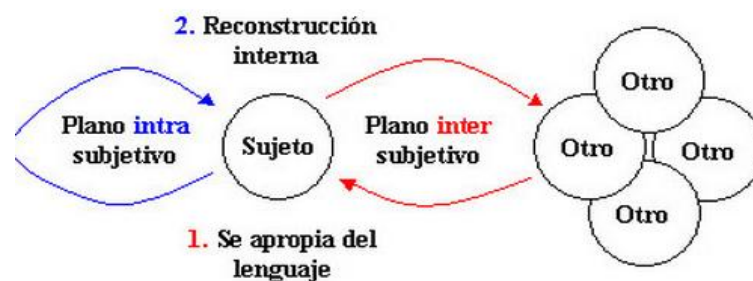 2. Reconstrucción
interna
Plano intra
subjetivo
Sujeto
Plano inter
subjetivo
Otro
Otro
Otro
Otro
1. Se apropia del
lenguaje